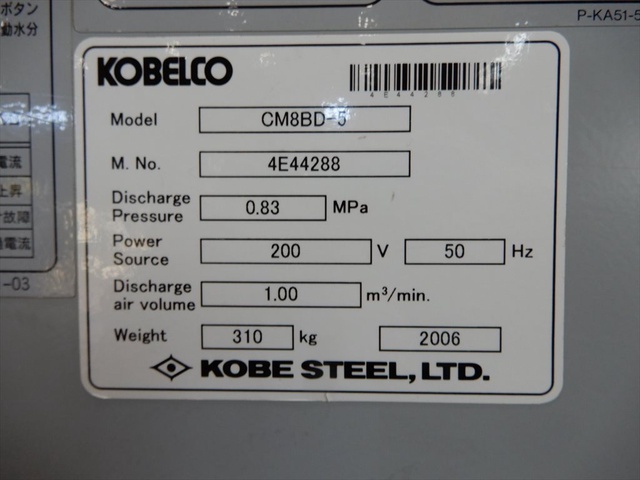 ボタン
動水分
P-KA51-5
KOBELCO
4E44288
Model CM8BD-5
M. No. 4E44288
Discharge Pressure 0.83 MPa
Power Source 200 V 50 Hz
Discharge air volume 1.00 m³/min.
Weight 310 kg 2006
KOBE STEEL, LTD.
電流
上昇
故障
電流
-03